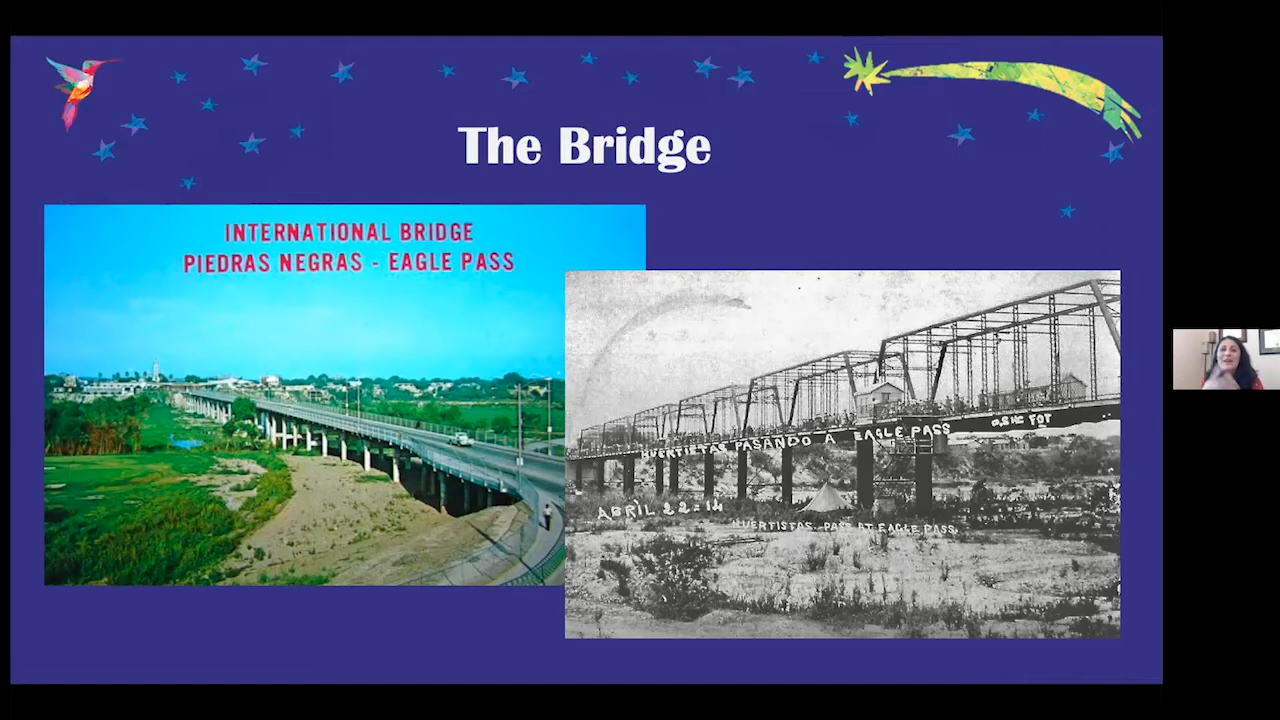 The Bridge
INTERNATIONAL BRIDGE
PIEDRAS NEGRAS - EAGLE PASS
HUERTISTAS PASANDO A EAGLE PASS
ABRIL 22-14
HUERTISTAS PASS AT EAGLE PASS.